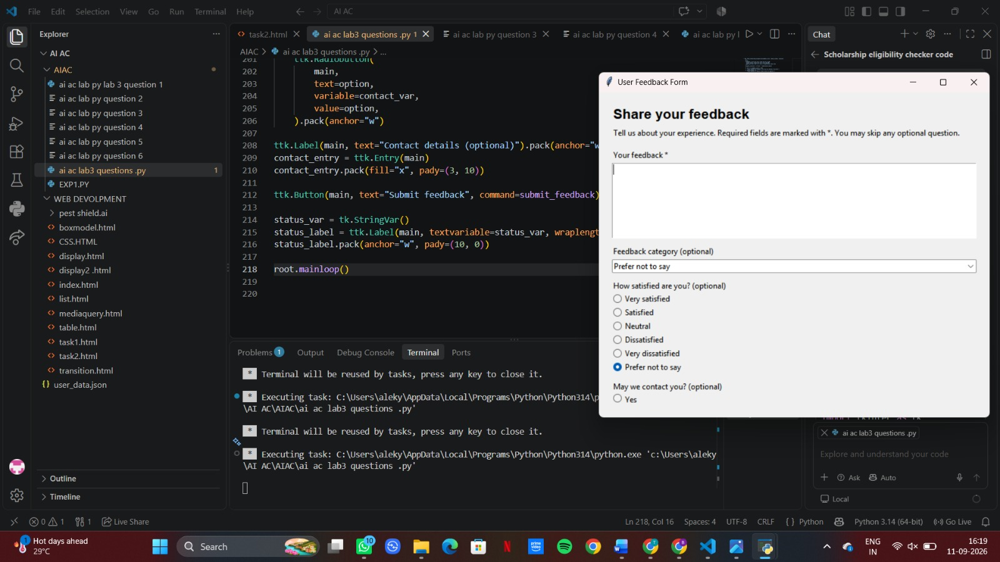 File Edit Selection View Go Run Terminal Help
AI AC
Explorer
AI AC
AIAC
ai ac lab py lab 3 question 1
ai ac lab py question 2
ai ac lab py question 3
ai ac lab py question 4
ai ac lab py question 5
ai ac lab py question 6
ai ac lab3 questions .py 1
EXP1.PY
WEB DEVOLPMENT
pest shield.ai
boxmodel.html
CSS.HTML
display.html
display2 .html
index.html
list.html
mediaquery.html
table.html
task1.html
task2.html
transition.html
user_data.json
Outline
Timeline
task2.html ai ac lab3 questions .py 1 ai ac lab py question 3 ai ac lab py question 4 ai ac lab py l
AIAC > ai ac lab3 questions .py > ...
201 ttk.Radiobutton(
202 main,
203 text=option,
204 variable=contact_var,
205 value=option,
206 ).pack(anchor="w")
207
208 ttk.Label(main, text="Contact details (optional)").pack(anchor="w
209 contact_entry = ttk.Entry(main)
210 contact_entry.pack(fill="x", pady=(3, 10))
211
212 ttk.Button(main, text="Submit feedback", command=submit_feedback)
213
214 status_var = tk.StringVar()
215 status_label = ttk.Label(main, textvariable=status_var, wraplengt
216 status_label.pack(anchor="w", pady=(10, 0))
217
218 root.mainloop()
219
220
Problems 1 Output Debug Console Terminal Ports
* Terminal will be reused by tasks, press any key to close it.
* Executing task: C:\Users\aleky\AppData\Local\Programs\Python\Python314\p
\AI AC\AIAC\ai ac lab3 questions .py'
* Terminal will be reused by tasks, press any key to close it.
* Executing task: C:\Users\aleky\AppData\Local\Programs\Python\Python314\python.exe 'c:\Users\aleky
\AI AC\AIAC\ai ac lab3 questions .py'
Chat
Scholarship eligibility checker code
User Feedback Form
Share your feedback
Tell us about your experience. Required fields are marked with *. You may skip any optional question.
Your feedback *
Feedback category (optional)
Prefer not to say
How satisfied are you? (optional)
Very satisfied
Satisfied
Neutral
Dissatisfied
Very dissatisfied
Prefer not to say
May we contact you? (optional)
Yes
ai ac lab3 questions .py
Explore and understand your code
Ask Auto
Local
0 1 1 Live Share
Ln 218, Col 16 Spaces: 4 UTF-8 CRLF {} Python Python 3.14 (64-bit) Go Live
1 Hot days ahead
29°C
Search
10
prime video
ENG
IN
16:19
11-09-2026